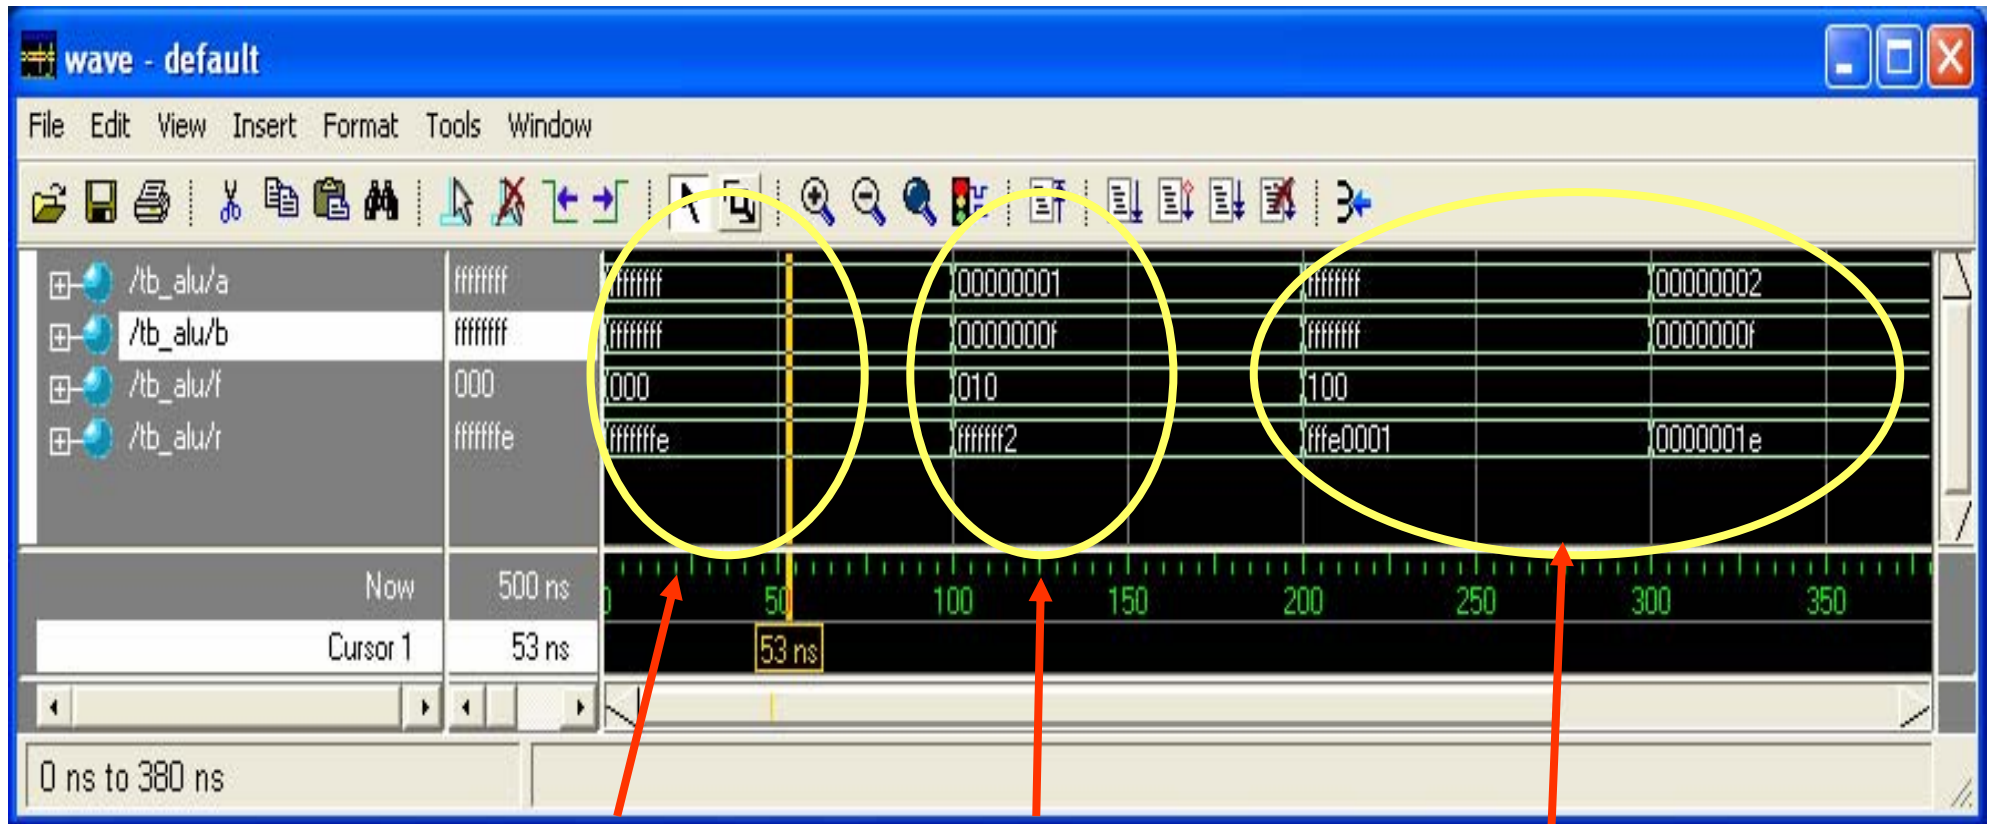 wave - default
File Edit View Insert Format Tools Window
/tb_alu/a ffffffff ffffffff 00000001 ffffffff 00000002
/tb_alu/b ffffffff ffffffff 0000000f ffffffff 0000000f
/tb_alu/f 000 000 010 100
/tb_alu/r fffffffe fffffffe fffffff2 fffe0001 0000001e
Now 500 ns 50 100 150 200 250 300 350
Cursor 1 53 ns 53 ns
0 ns to 380 ns